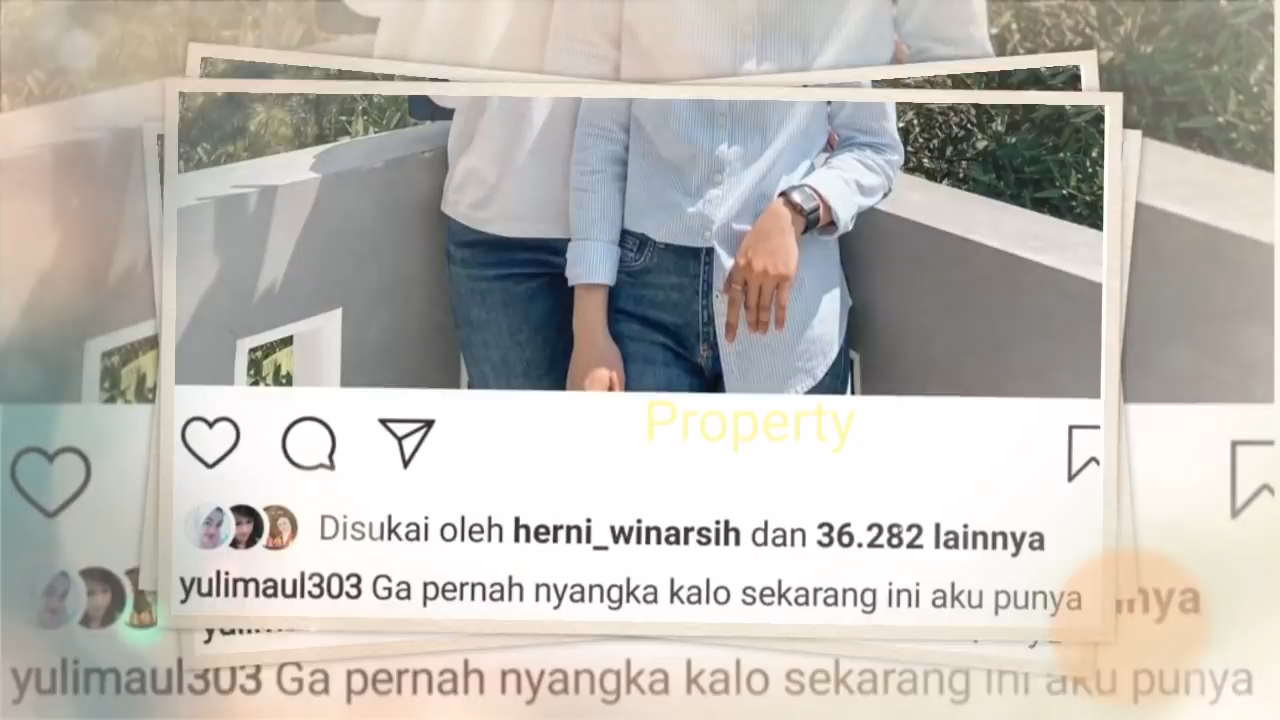 Property
Disukai oleh herni_winarsih dan 36.282 lainnya
yulimaul303 Ga pernah nyangka kalo sekarang ini aku punya
yulimaul303 Ga pernah nyangka kalo sekarang ini aku punya